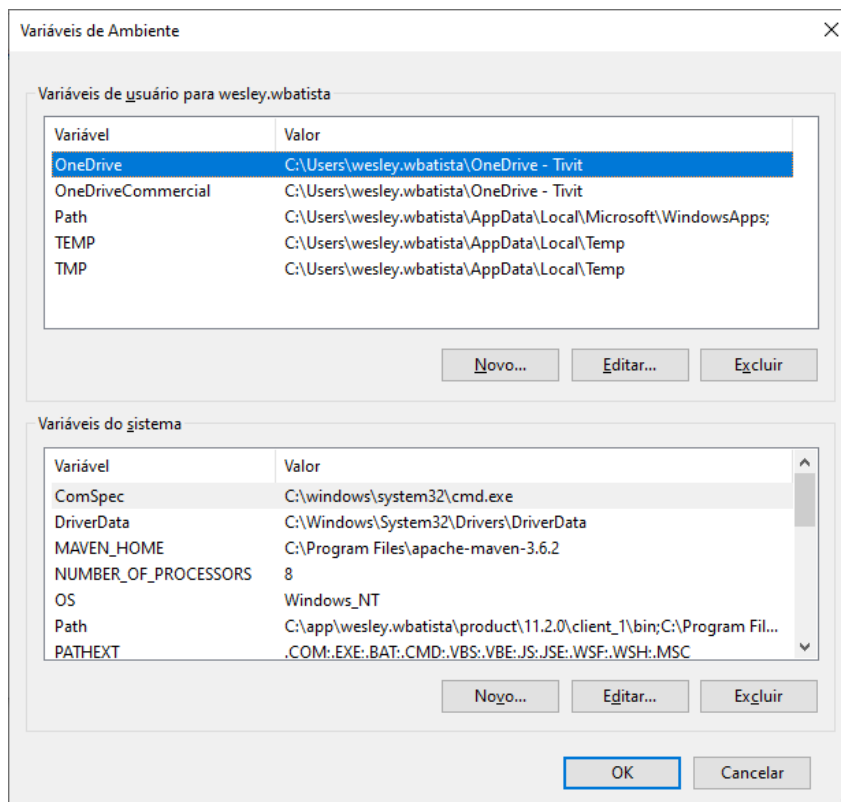 Variáveis de Ambiente
Variáveis de usuário para wesley.wbatista
Variável Valor
OneDrive C:\Users\wesley.wbatista\OneDrive - Tivit
OneDriveCommercial C:\Users\wesley.wbatista\OneDrive - Tivit
Path C:\Users\wesley.wbatista\AppData\Local\Microsoft\WindowsApps;
TEMP C:\Users\wesley.wbatista\AppData\Local\Temp
TMP C:\Users\wesley.wbatista\AppData\Local\Temp
Novo... Editar... Excluir
Variáveis do sistema
Variável Valor
ComSpec C:\windows\system32\cmd.exe
DriverData C:\Windows\System32\Drivers\DriverData
MAVEN_HOME C:\Program Files\apache-maven-3.6.2
NUMBER_OF_PROCESSORS 8
OS Windows_NT
Path C:\app\wesley.wbatista\product\11.2.0\client_1\bin;C:\Program Fil...
PATHEXT .COM;.EXE;.BAT;.CMD;.VBS;.VBE;.JS;.JSE;.WSF;.WSH;.MSC
Novo... Editar... Excluir
OK Cancelar